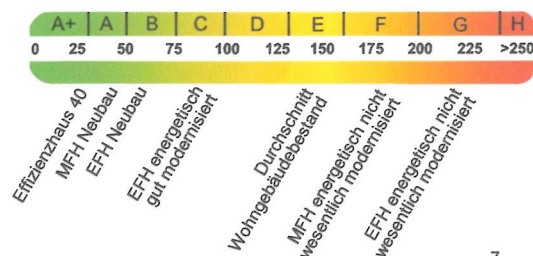 A+ A B C D E F G H
0 25 50 75 100 125 150 175 200 225 >250
Effizienzhaus 40
MFH Neubau
EFH Neubau
EFH energetisch
gut modernisiert
Durchschnitt
Wohngebäudebestand
MFH energetisch nicht
wesentlich modernisiert
EFH energetisch nicht
wesentlich modernisiert